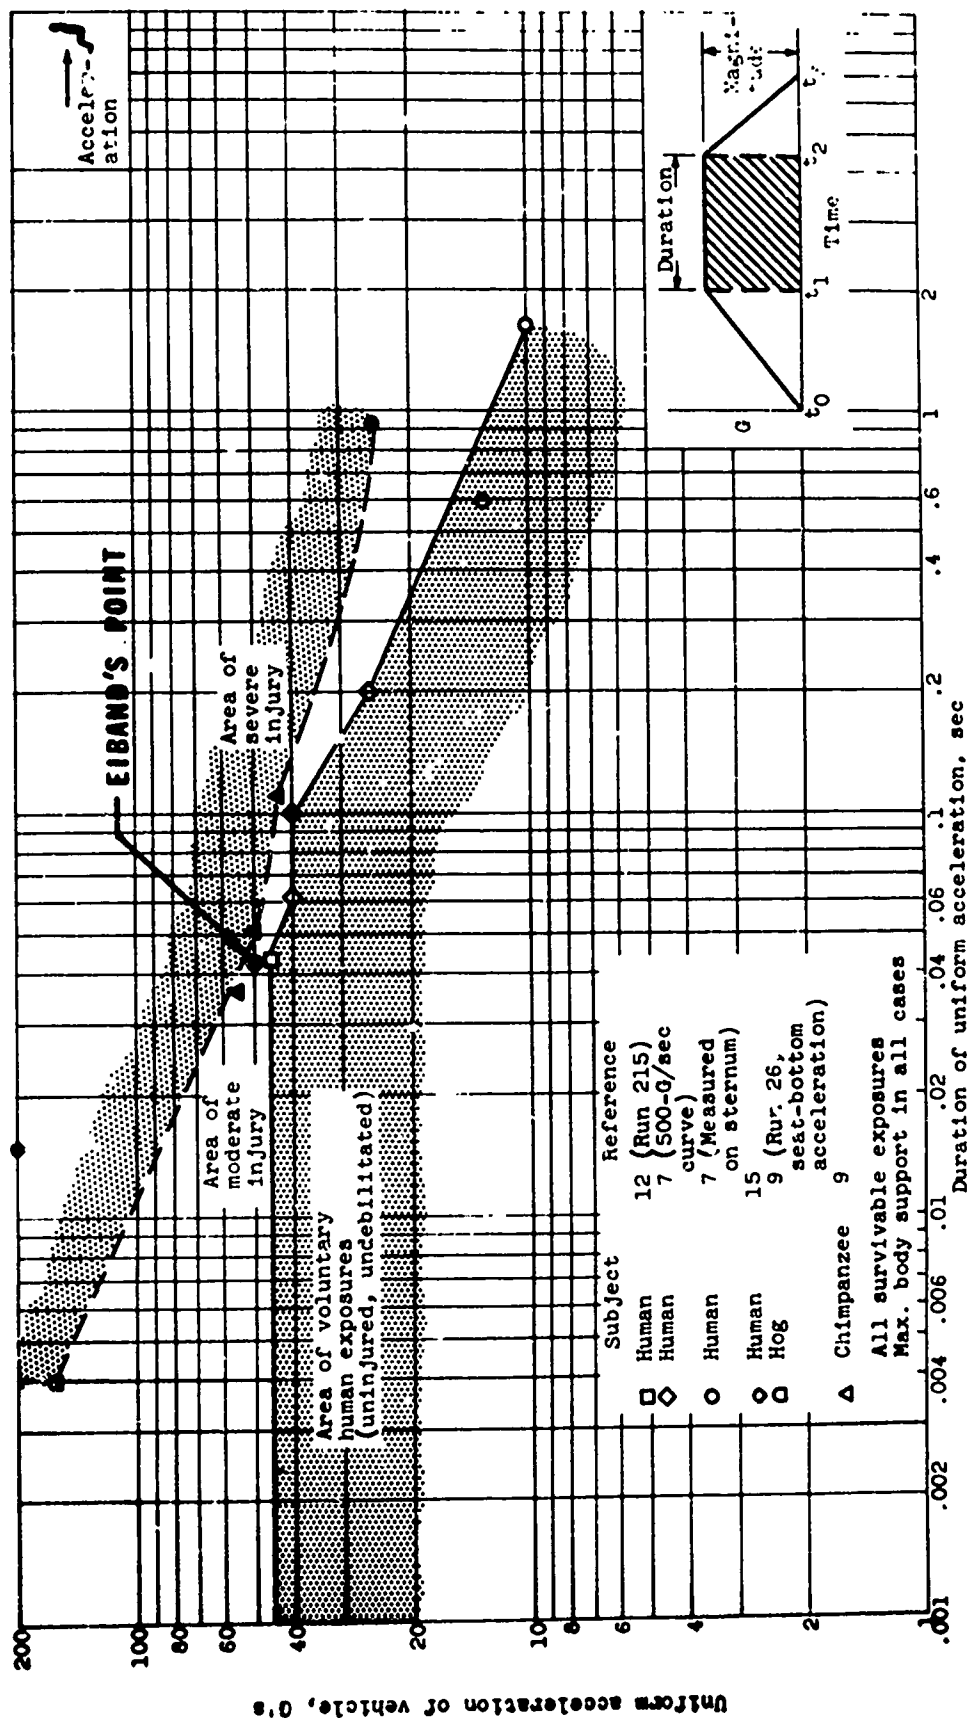 Acceler-
ation
EIBAND'S POINT
Area of
severe
injury
Area of
moderate
injury
Area of voluntary
human exposures
(uninjured, undebilitated)
Subject Reference
Human 12 (Run 215)
Human 7 (500-G/sec
curve)
Human 7 (Measured
on sternum)
Human 15
Hog 9 (Run 26,
seat-bottom
acceleration)
Chimpanzee 9
All survivable exposures
Max. body support in all cases
Duration
G
t0 t1 t2
Time
200
100
80
60
40
20
10
8
6
4
2
.001 .002 .004 .006 .01 .02 .04 .06 .1 .2 .4 .6 1 2
Duration of uniform acceleration, sec
Uniform acceleration of vehicle, G's